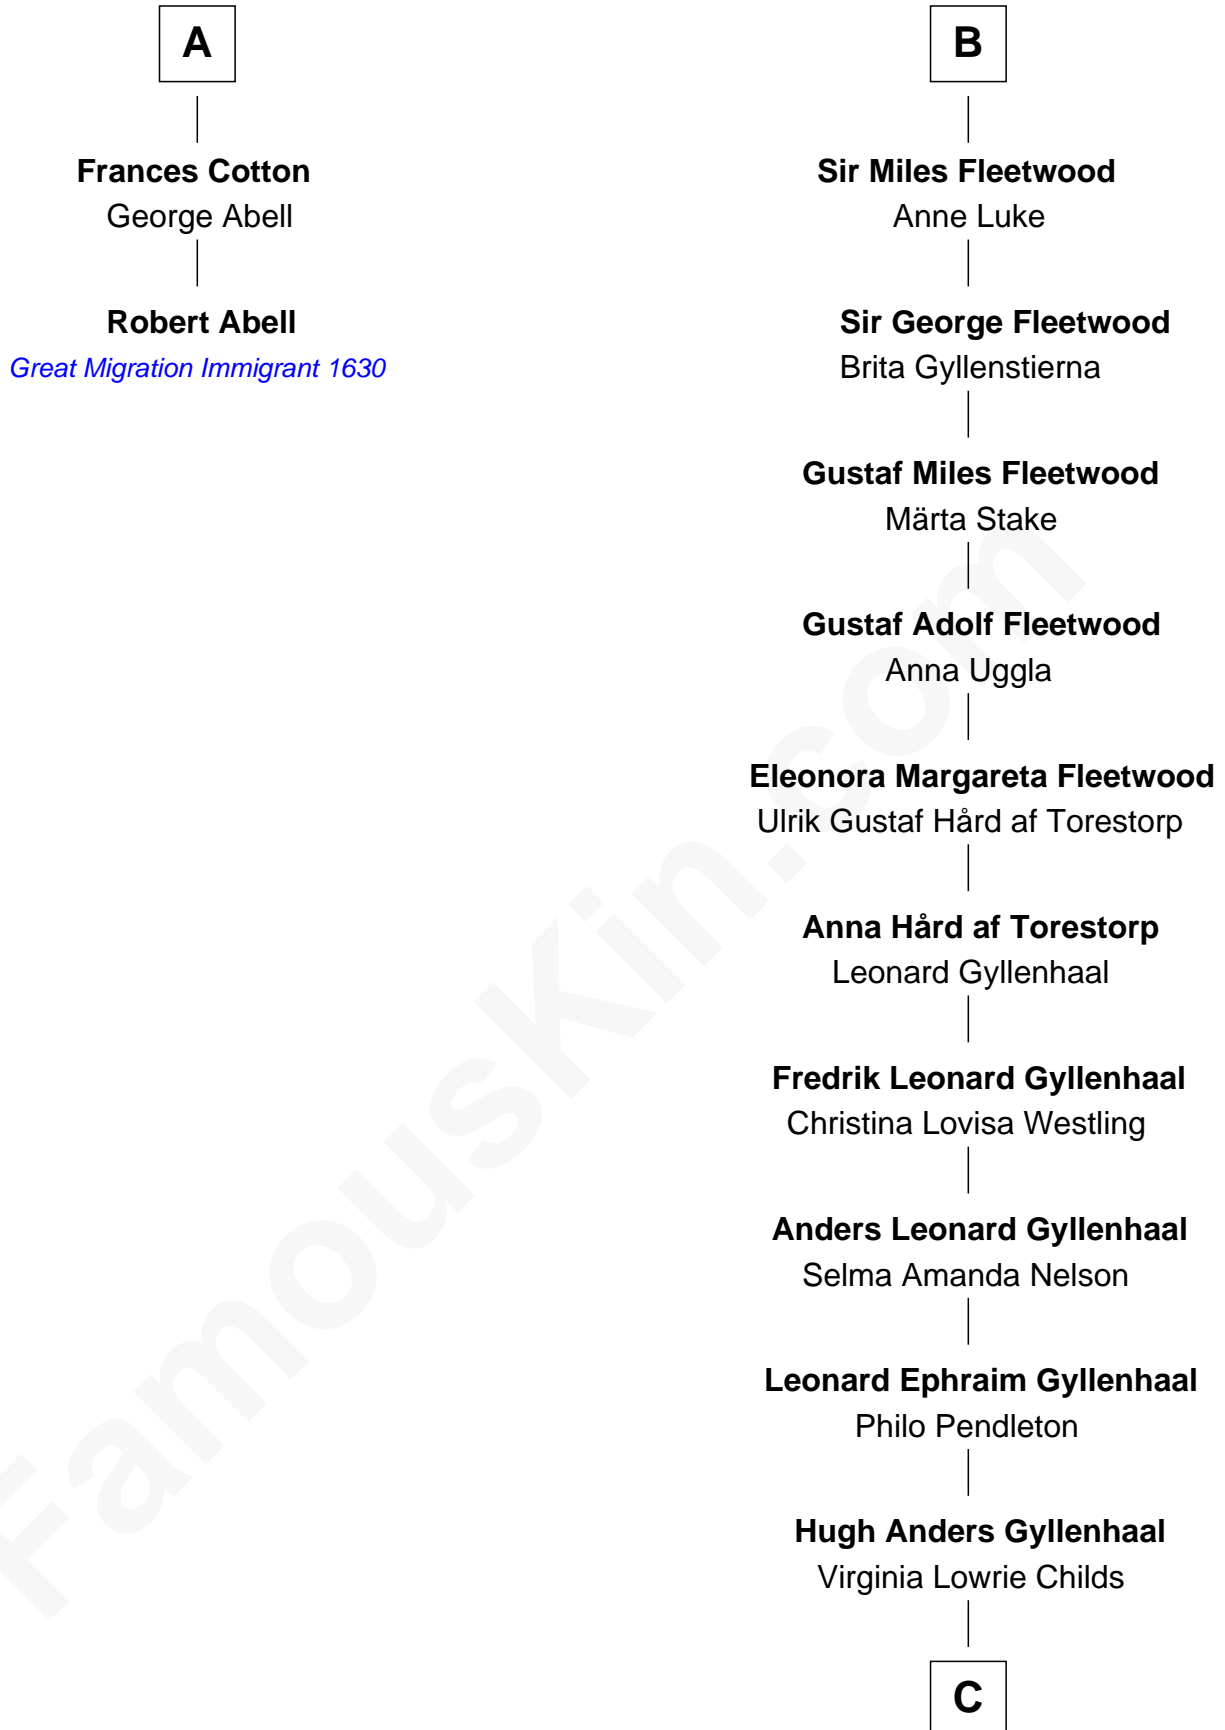 A
Frances Cotton
George Abell
Robert Abell
Great Migration Immigrant 1630
B
Sir Miles Fleetwood
Anne Luke
Sir George Fleetwood
Brita Gyllenstierna
Gustaf Miles Fleetwood
Märta Stake
Gustaf Adolf Fleetwood
Anna Uggla
Eleonora Margareta Fleetwood
Ulrik Gustaf Hård af Torestorp
Anna Hård af Torestorp
Leonard Gyllenhaal
Fredrik Leonard Gyllenhaal
Christina Lovisa Westling
Anders Leonard Gyllenhaal
Selma Amanda Nelson
Leonard Ephraim Gyllenhaal
Philo Pendleton
Hugh Anders Gyllenhaal
Virginia Lowrie Childs
C
FamousKin.com